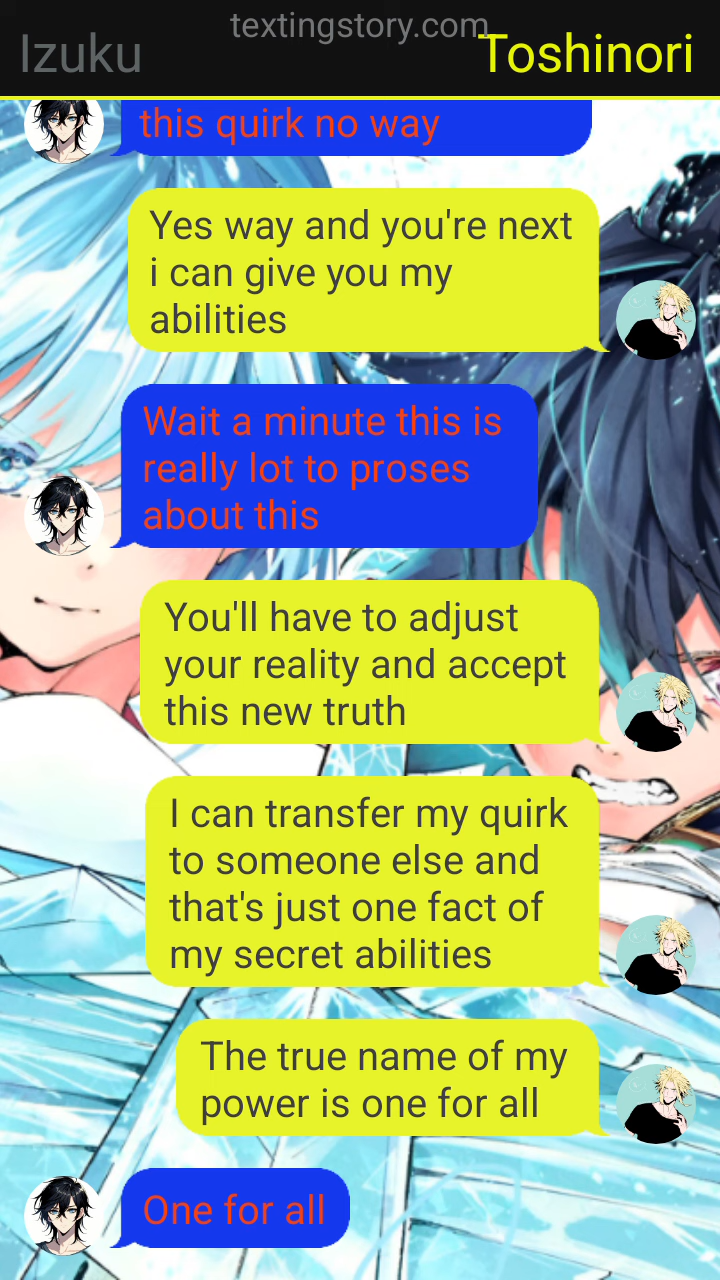 textingstory.com
Izuku
Toshinori
this quirk no way
Yes way and you're next
i can give you my
abilities
Wait a minute this is
really lot to proses
about this
You'll have to adjust
your reality and accept
this new truth
I can transfer my quirk
to someone else and
that's just one fact of
my secret abilities
The true name of my
power is one for all
One for all